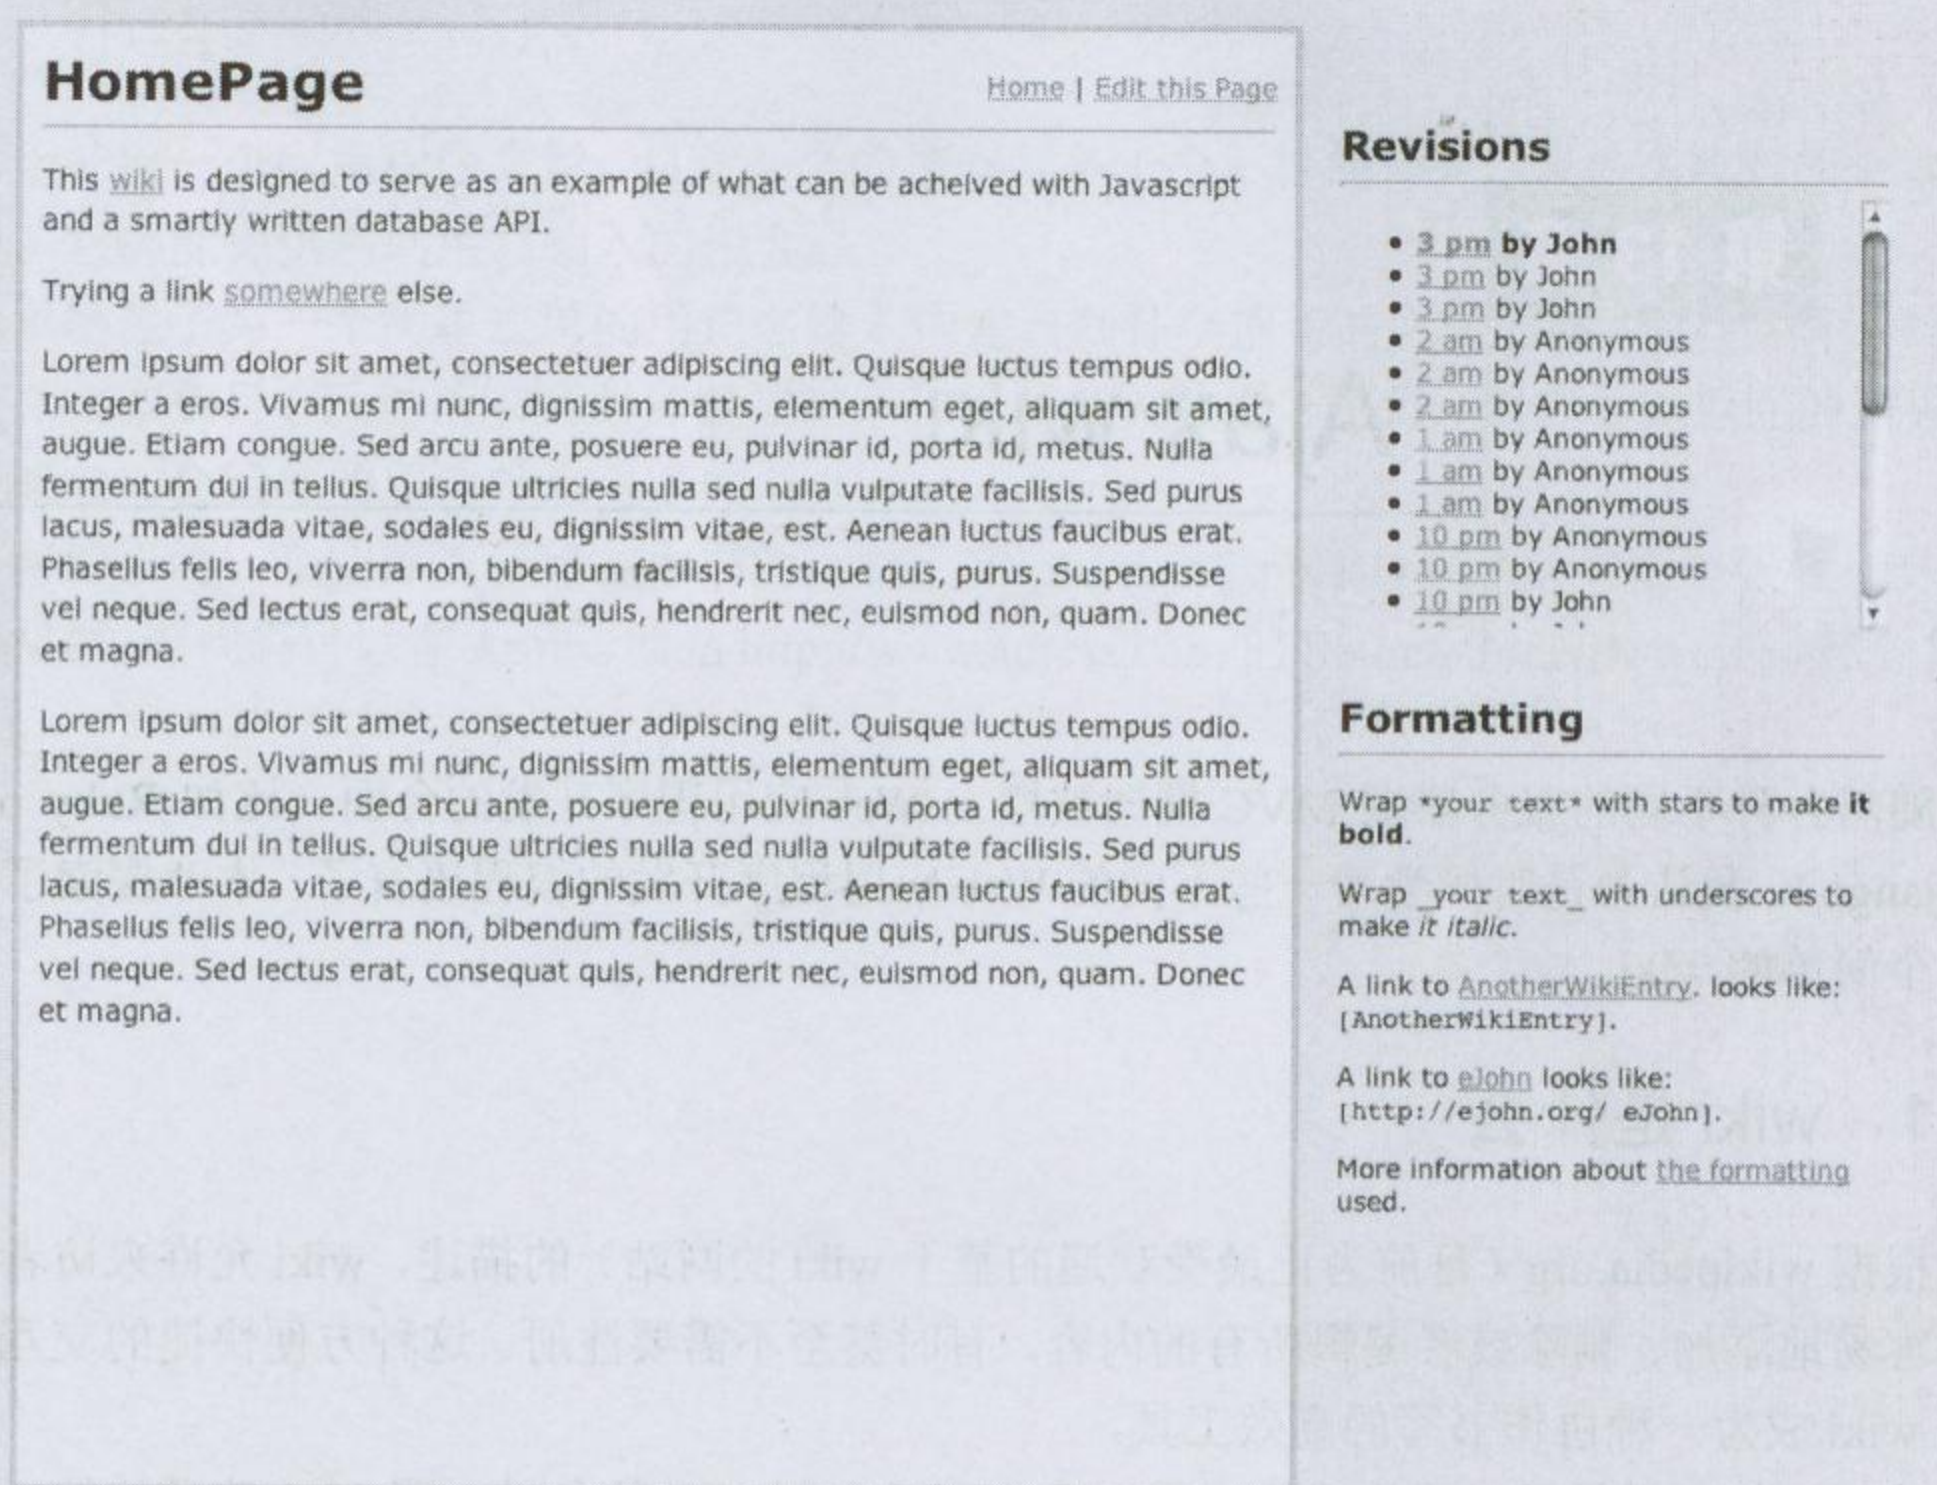 HomePage
Home | Edit this Page
This wiki is designed to serve as an example of what can be acheived with Javascript
and a smartly written database API.
Trying a link somewhere else.
Lorem ipsum dolor sit amet, consectetuer adipiscing elit. Quisque luctus tempus odio.
Integer a eros. Vivamus mi nunc, dignissim mattis, elementum eget, aliquam sit amet,
augue. Etiam congue. Sed arcu ante, posuere eu, pulvinar id, porta id, metus. Nulla
fermentum dui in tellus. Quisque ultricies nulla sed nulla vulputate facilisis. Sed purus
lacus, malesuada vitae, sodales eu, dignissim vitae, est. Aenean luctus faucibus erat.
Phasellus felis leo, viverra non, bibendum facilisis, tristique quis, purus. Suspendisse
vel neque. Sed lectus erat, consequat quis, hendrerit nec, euismod non, quam. Donec
et magna.
Lorem ipsum dolor sit amet, consectetuer adipiscing elit. Quisque luctus tempus odio.
Integer a eros. Vivamus mi nunc, dignissim mattis, elementum eget, aliquam sit amet,
augue. Etiam congue. Sed arcu ante, posuere eu, pulvinar id, porta id, metus. Nulla
fermentum dui in tellus. Quisque ultricies nulla sed nulla vulputate facilisis. Sed purus
lacus, malesuada vitae, sodales eu, dignissim vitae, est. Aenean luctus faucibus erat.
Phasellus felis leo, viverra non, bibendum facilisis, tristique quis, purus. Suspendisse
vel neque. Sed lectus erat, consequat quis, hendrerit nec, euismod non, quam. Donec
et magna.
Revisions
• 3 pm by John
• 3 pm by John
• 3 pm by John
• 2 am by Anonymous
• 2 am by Anonymous
• 2 am by Anonymous
• 1 am by Anonymous
• 1 am by Anonymous
• 1 am by Anonymous
• 10 pm by Anonymous
• 10 pm by Anonymous
• 10 pm by John
Formatting
Wrap *your text* with stars to make it
bold.
Wrap _your text_ with underscores to
make it italic.
A link to AnotherWikiEntry. looks like:
[AnotherWikiEntry].
A link to eJohn looks like:
[http://ejohn.org/ eJohn].
More information about the formatting
used.